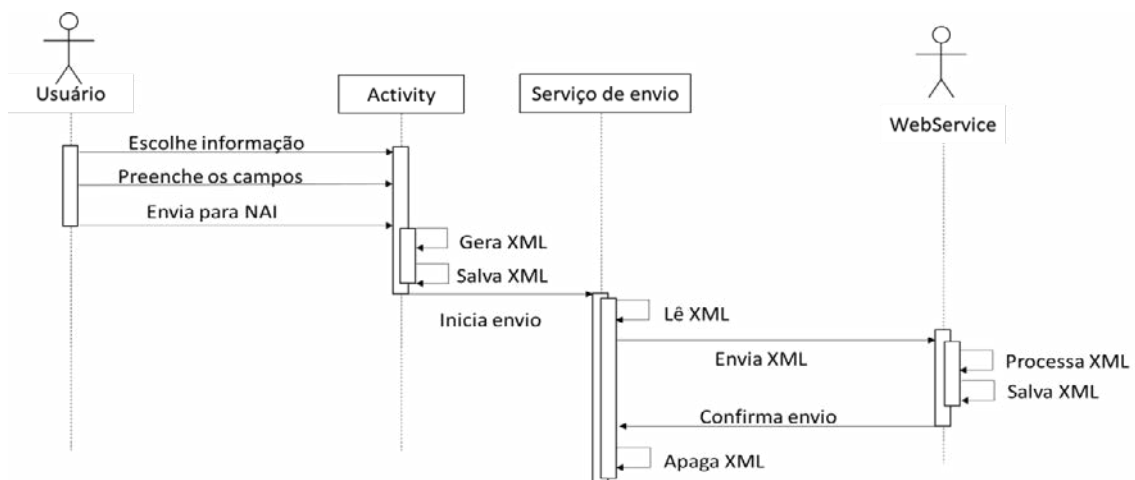 Usuário
Activity
Serviço de envio
WebService
Escolhe informação
Preenche os campos
Envia para NAI
Gera XML
Salva XML
Inicia envio
Lê XML
Envia XML
Processa XML
Salva XML
Confirma envio
Apaga XML